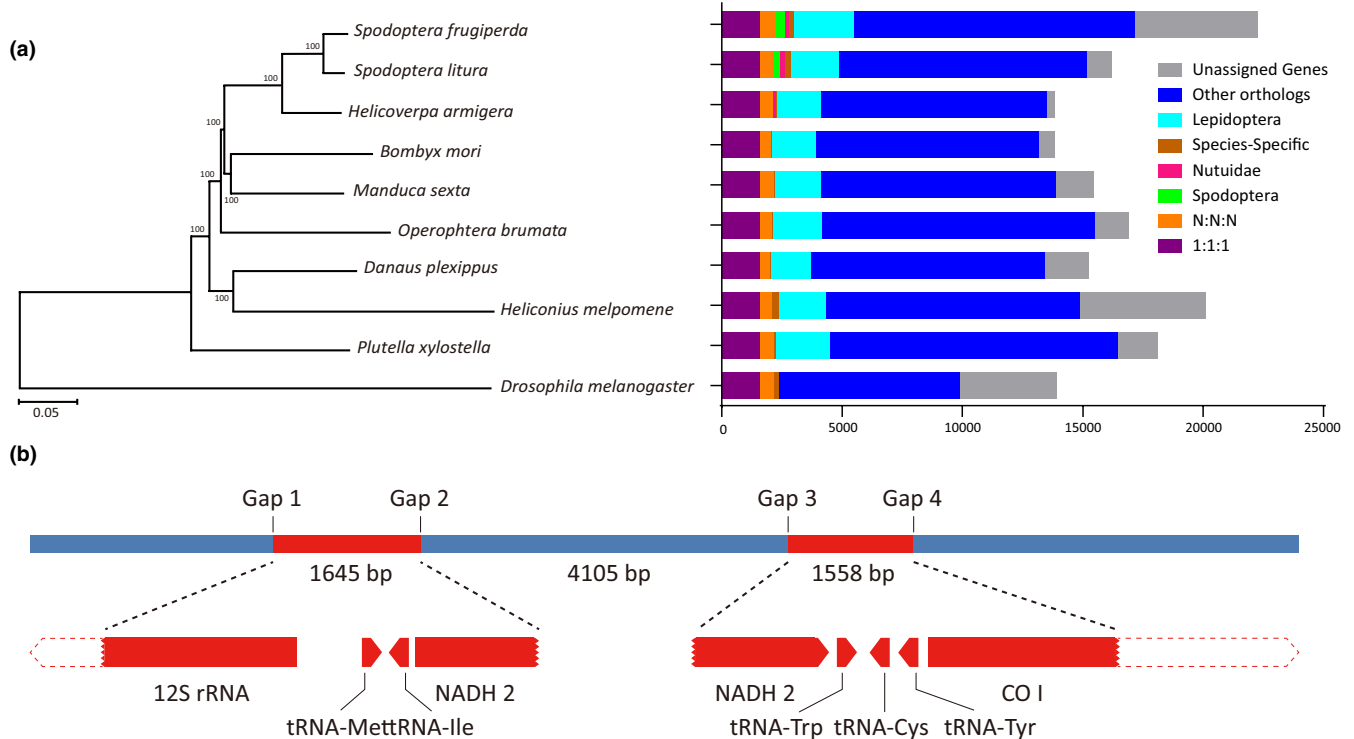 (a)
Spodoptera frugiperda
Spodoptera litura
Helicoverpa armigera
Bombyx mori
Manduca sexta
Operophtera brumata
Danaus plexippus
Heliconius melpomene
Plutella xylostella
Drosophila melanogaster
100
100
100
100
100
100
100
100
0.05
Unassigned Genes
Other orthologs
Lepidoptera
Species-Specific
Nutuidae
Spodoptera
N:N:N
1:1:1
0 5000 10000 15000 20000 25000
(b)
Gap 1 Gap 2 Gap 3 Gap 4
1645 bp 4105 bp 1558 bp
12S rRNA NADH 2 NADH 2 CO I
tRNA-MettRNA-Ile tRNA-Trp tRNA-Cys tRNA-Tyr